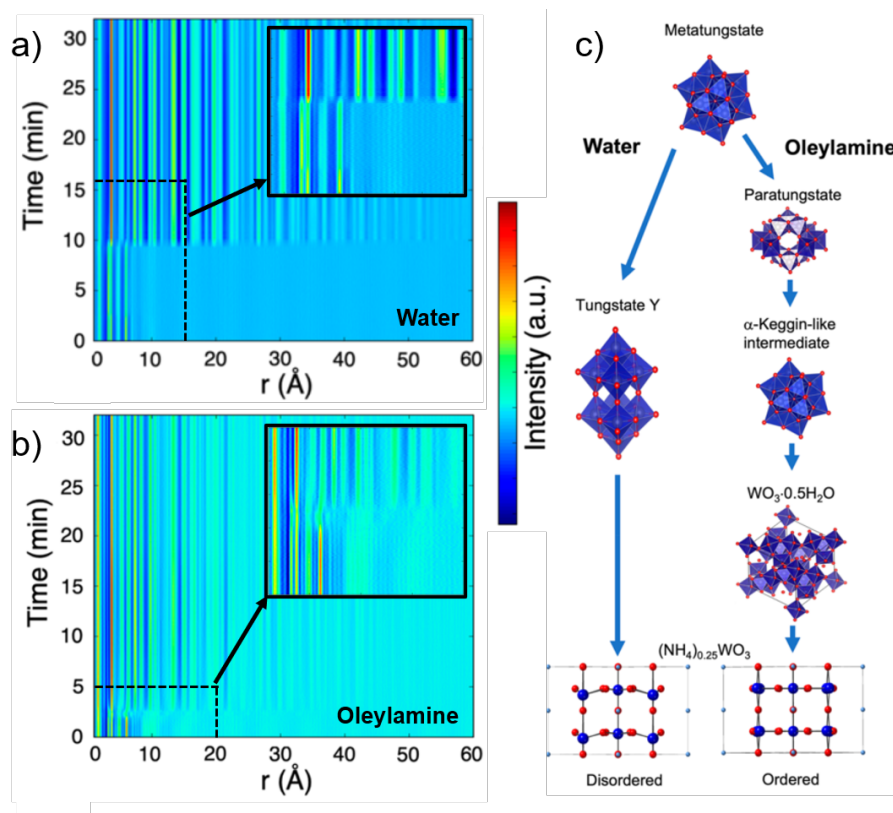 a)
Time (min)
30
25
20
15
10
5
0
Water
0 10 20 30 40 50 60
r (Å)
b)
Time (min)
30
25
20
15
10
5
0
Oleylamine
0 10 20 30 40 50 60
r (Å)
Intensity (a.u.)
c)
Metatungstate
Water
Oleylamine
Paratungstate
Tungstate Y
α-Keggin-like
intermediate
WO₃·0.5H₂O
(NH₄)₀.₂₅WO₃
Disordered
Ordered